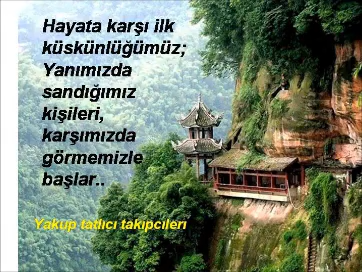 Hayata karşı ilk
küskünlüğümüz;
Yanımızda
sandığımız
kişileri,
karşımızda
görmemizle
başlar..
Yakup tatlıcı takipcileri